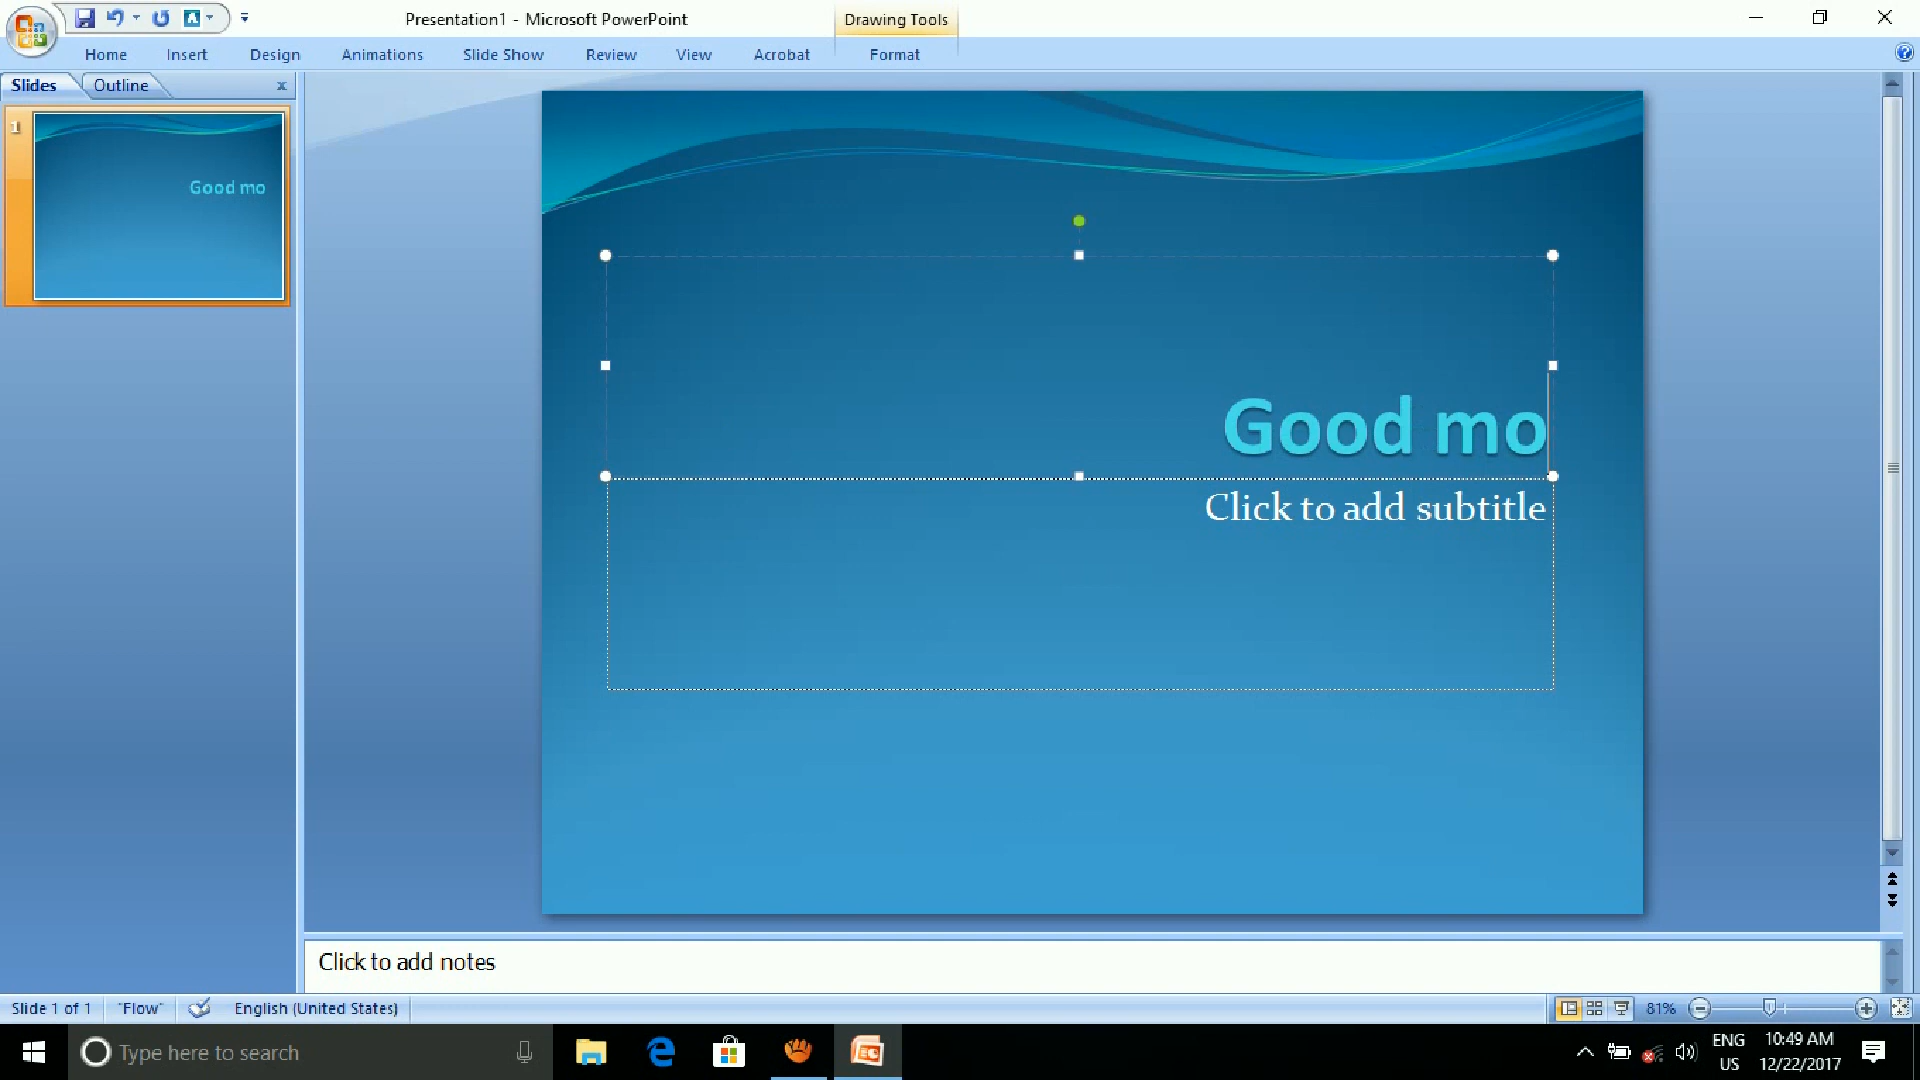 Presentation1 - Microsoft PowerPoint
Drawing Tools
Home Insert Design Animations Slide Show Review View Acrobat Format
Slides Outline
1
Good mo
Good mo
Click to add subtitle
Click to add notes
Slide 1 of 1 "Flow" English (United States) 81%
Type here to search
ENG
US
10:49 AM
12/22/2017